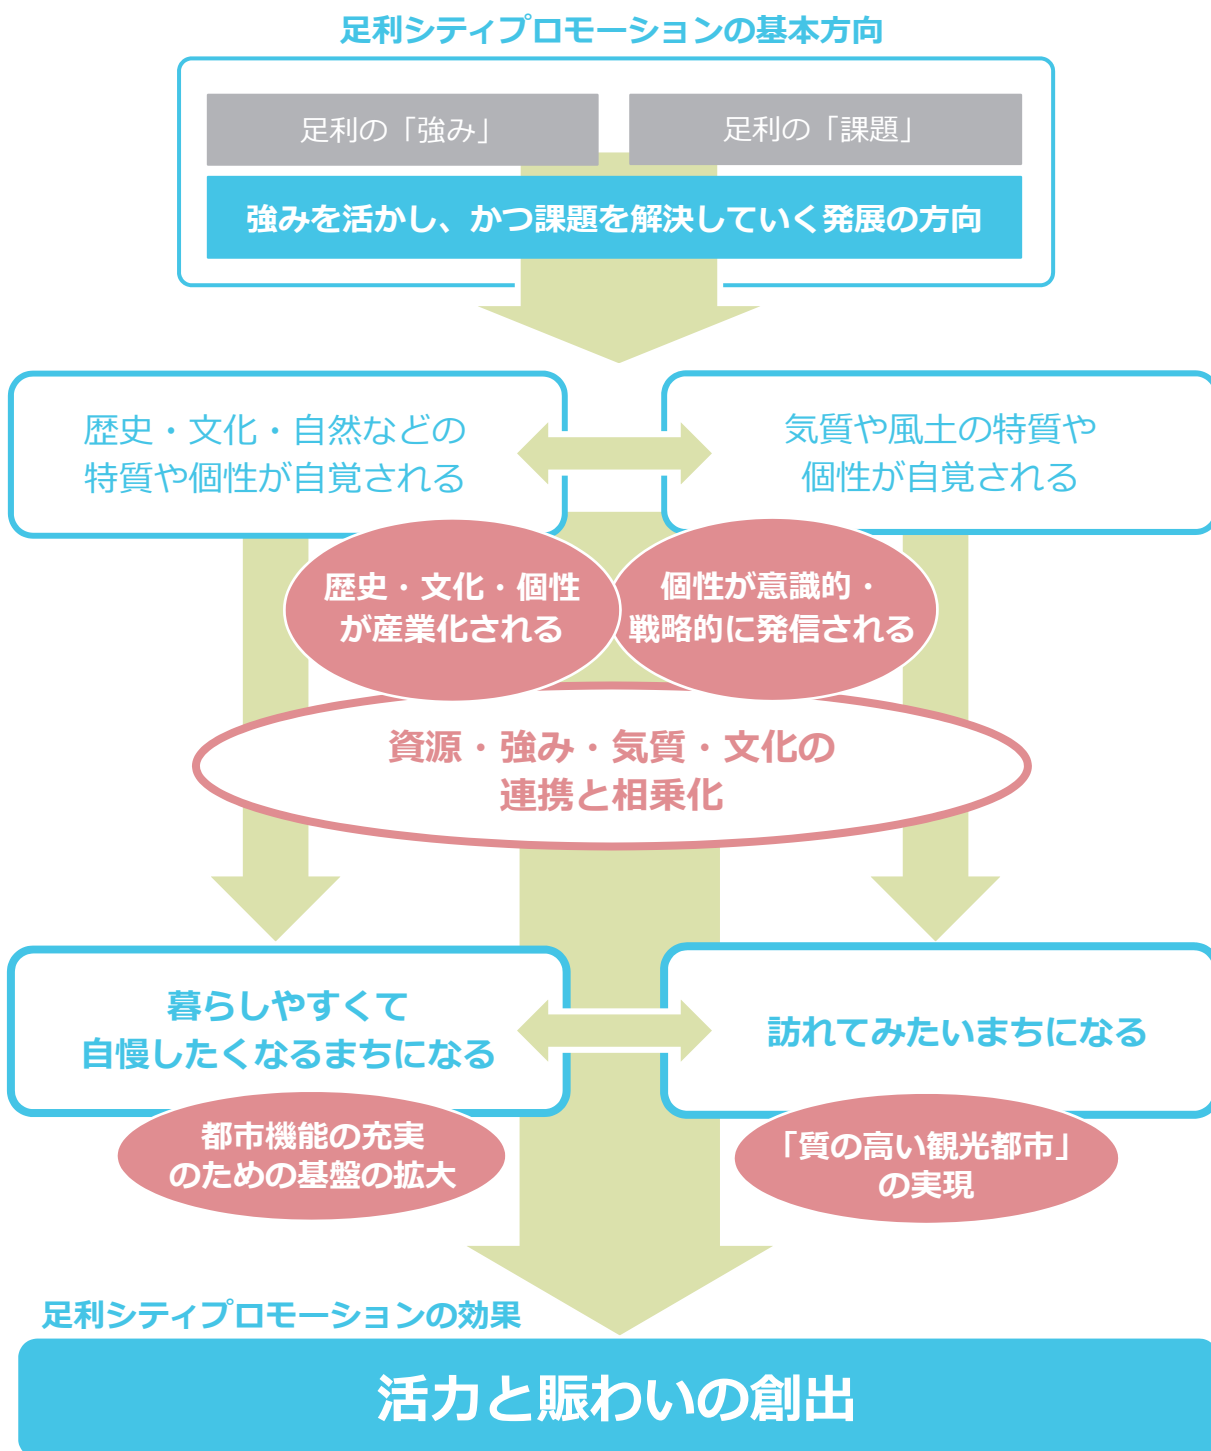 足利シティプロモーションの基本方向
足利の「強み」
足利の「課題」
強みを活かし、かつ課題を解決していく発展の方向
歴史・文化・自然などの
特質や個性が自覚される
気質や風土の特質や
個性が自覚される
歴史・文化・個性
が産業化される
個性が意識的・
戦略的に発信される
資源・強み・気質・文化の
連携と相乗化
暮らしやすくて
自慢したくなるまちになる
訪れてみたいまちになる
都市機能の充実
のための基盤の拡大
「質の高い観光都市」
の実現
足利シティプロモーションの効果
活力と賑わいの創出